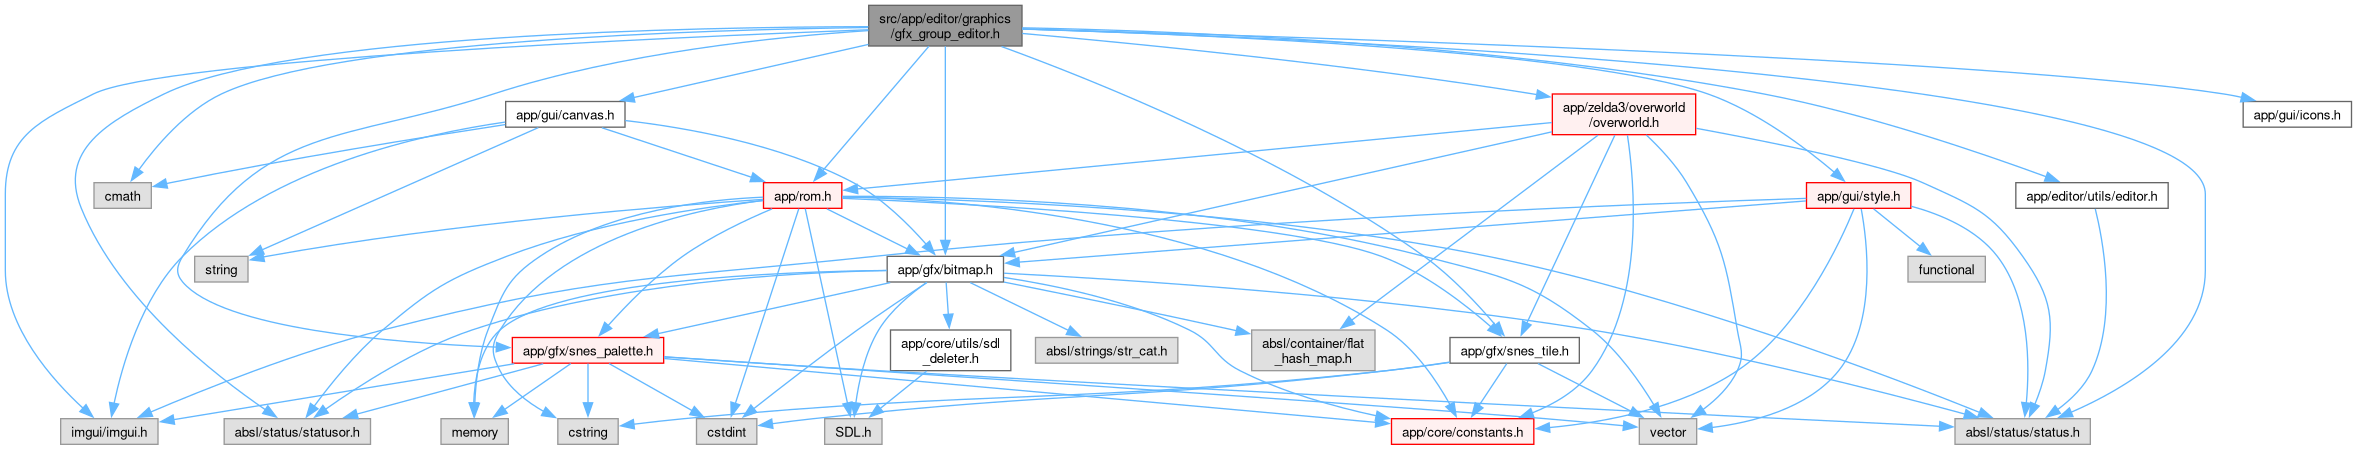 src/app/editor/graphics
/gfx_group_editor.h
app/gui/canvas.h
app/zelda3/overworld
/overworld.h
app/gui/icons.h
cmath
app/rom.h
app/gui/style.h
app/editor/utils/editor.h
string
app/gfx/bitmap.h
functional
app/gfx/snes_palette.h
app/core/utils/sdl
_deleter.h
absl/strings/str_cat.h
absl/container/flat
_hash_map.h
app/gfx/snes_tile.h
imgui/imgui.h
absl/status/statusor.h
memory
cstring
cstdint
SDL.h
app/core/constants.h
vector
absl/status/status.h